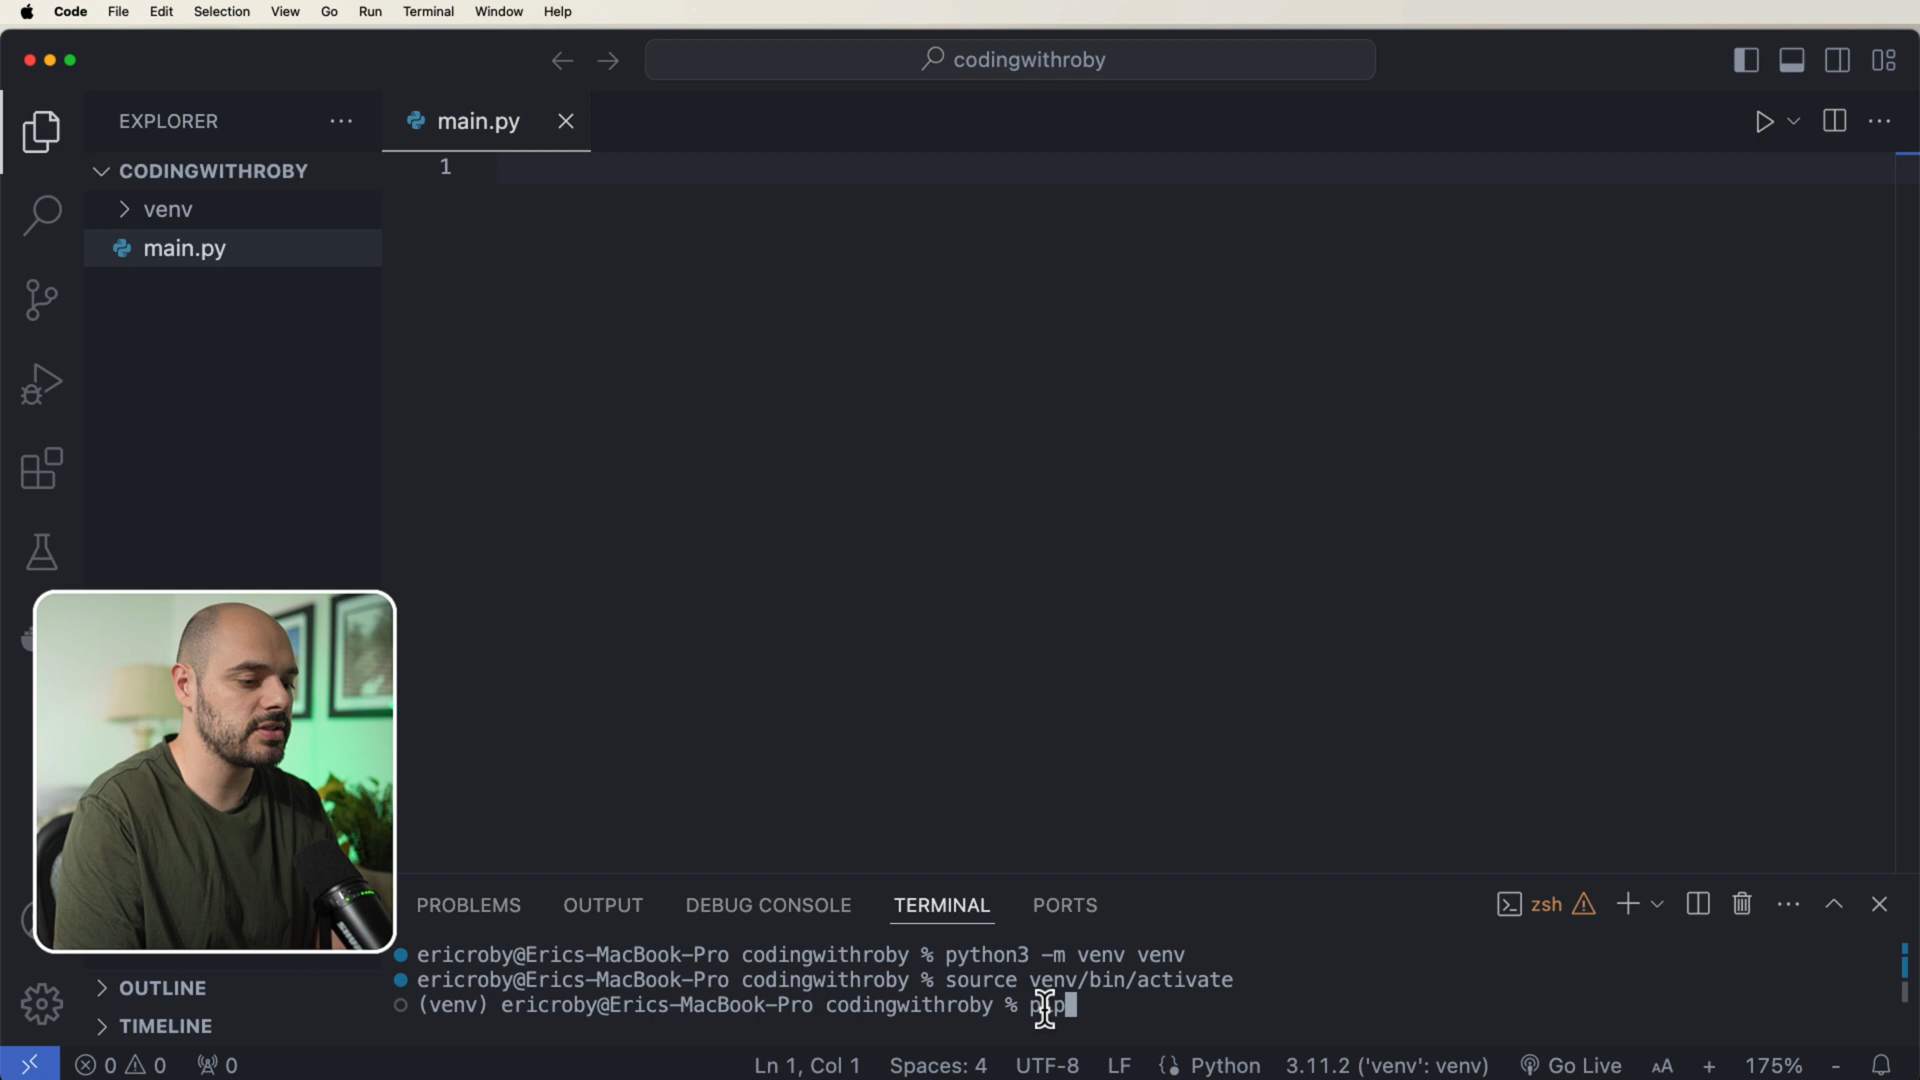 Code File Edit Selection View Go Run Terminal Window Help
codingwithroby
EXPLORER
main.py
CODINGWITHROBY
1
venv
main.py
PROBLEMS OUTPUT DEBUG CONSOLE TERMINAL PORTS
zsh
ericroby@Erics-MacBook-Pro codingwithroby % python3 -m venv venv
ericroby@Erics-MacBook-Pro codingwithroby % source venv/bin/activate
(venv) ericroby@Erics-MacBook-Pro codingwithroby % pip
OUTLINE
TIMELINE
0 0 0 Ln 1, Col 1 Spaces: 4 UTF-8 LF Python 3.11.2 ('venv': venv) Go Live AA + 175% -